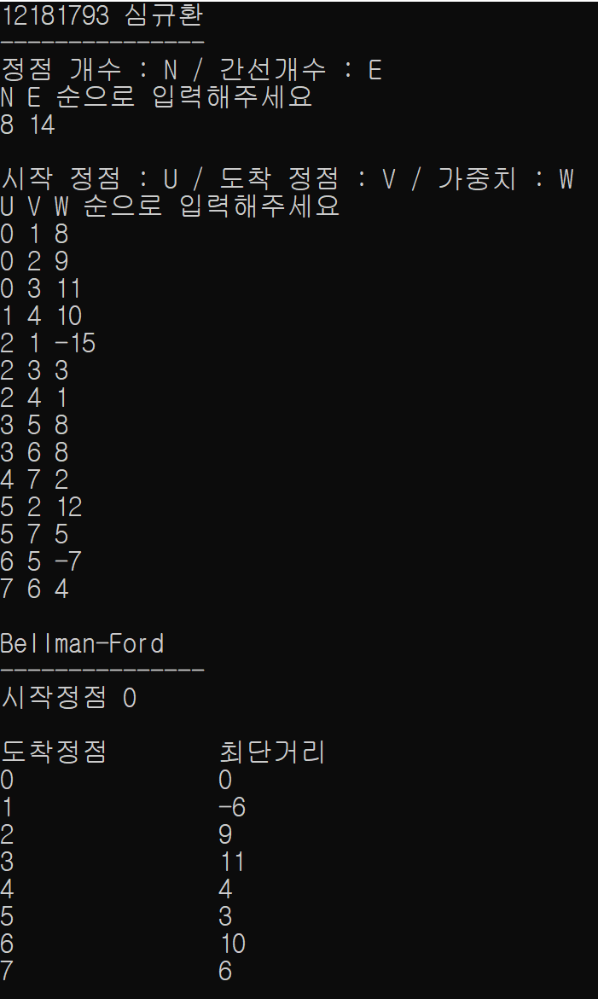 12181793 심규환
---------------
정점 개수 : N / 간선개수 : E
N E 순으로 입력해주세요
8 14
시작 정점 : U / 도착 정점 : V / 가중치 : W
U V W 순으로 입력해주세요
0 1 8
0 2 9
0 3 11
1 4 10
2 1 -15
2 3 3
2 4 1
3 5 8
3 6 8
4 7 2
5 2 12
5 7 5
6 5 -7
7 6 4
Bellman-Ford
---------------
시작정점 0
도착정점 최단거리
0 0
1 -6
2 9
3 11
4 4
5 3
6 10
7 6